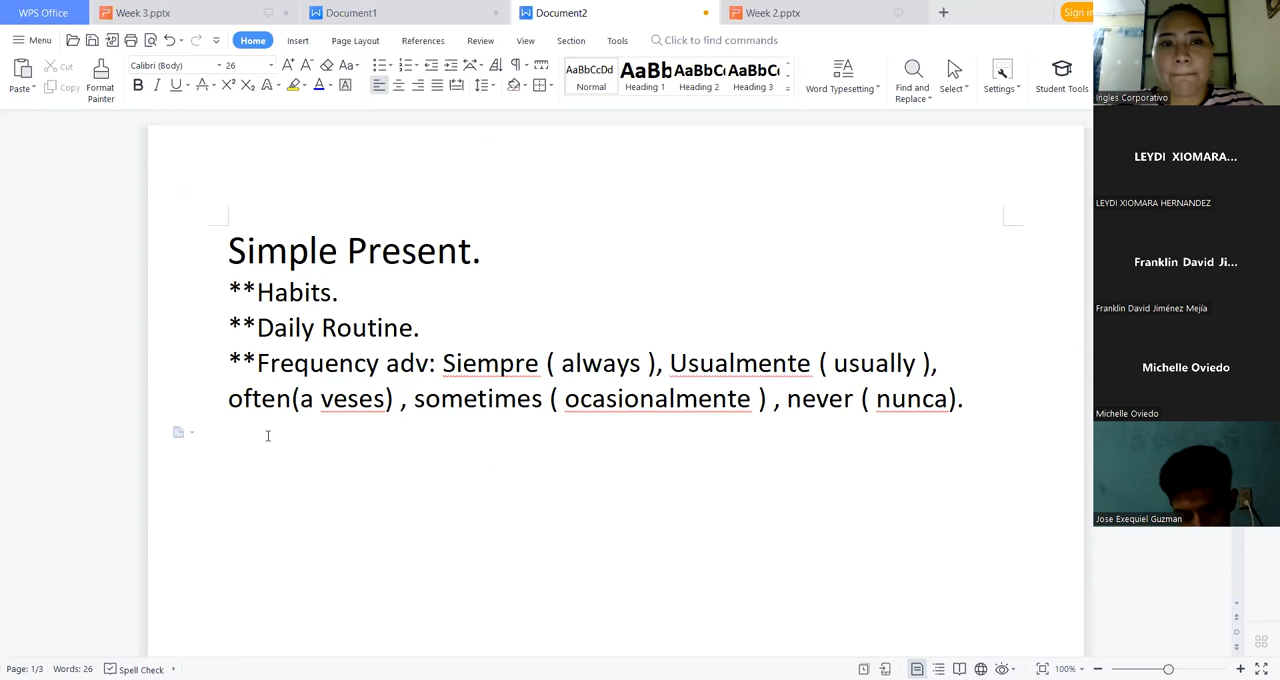 WPS Office
Week 3.pptx
Document1
Document2
Week 2.pptx
Sign in
Menu
Home
Insert
Page Layout
References
Review
View
Section
Tools
Click to find commands
Paste
Cut
Copy
Format Painter
Calibri (Body)
26
AaBbCcDd
Normal
AaBb
Heading 1
AaBbCc
Heading 2
AaBbCc
Heading 3
Word Typesetting
Find and Replace
Select
Settings
Student Tools
Ingles Corporativo
LEYDI XIOMARA...
LEYDI XIOMARA HERNANDEZ
Franklin David Ji...
Franklin David Jiménez Mejía
Michelle Oviedo
Michelle Oviedo
Jose Exequiel Guzman
Simple Present.
**Habits.
**Daily Routine.
**Frequency adv: Siempre ( always ), Usualmente ( usually ),
often(a veses) , sometimes ( ocasionalmente ) , never ( nunca).
Page: 1/3
Words: 26
Spell Check
100%